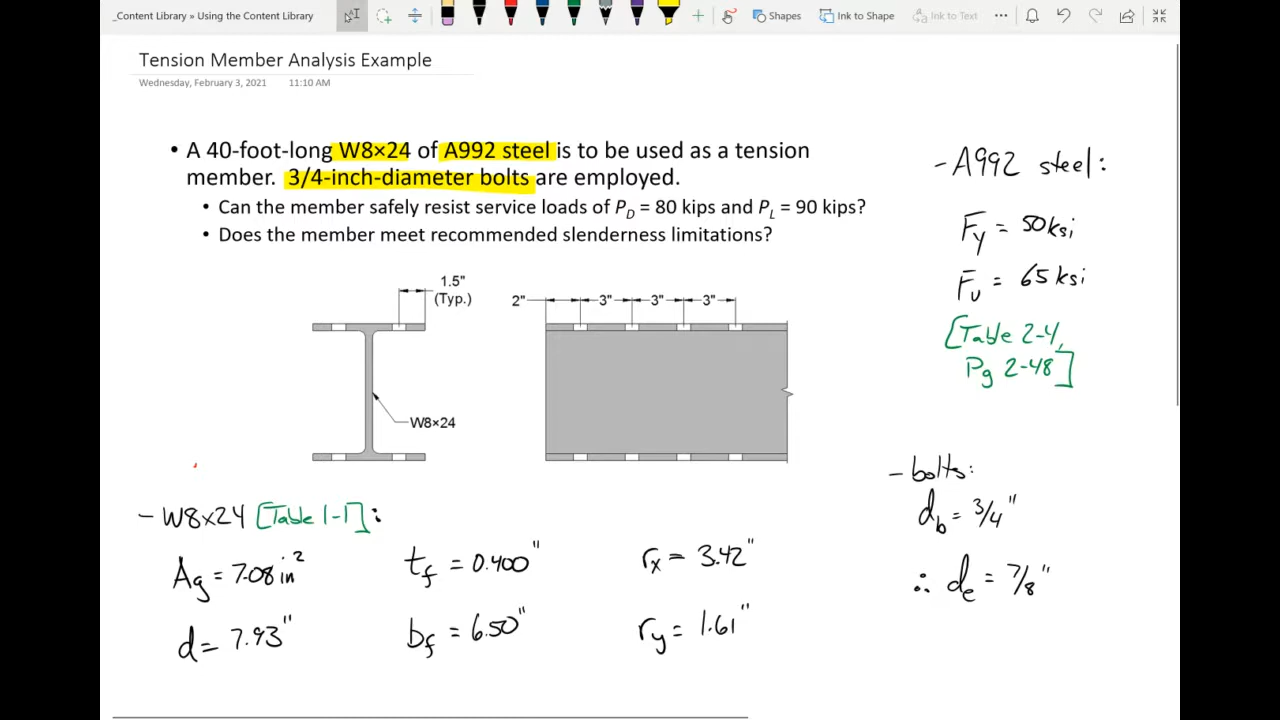 _Content Library » Using the Content Library
Shapes
Ink to Shape
Ink to Text
Tension Member Analysis Example
Wednesday, February 3, 2021 11:10 AM
• A 40-foot-long W8×24 of A992 steel is to be used as a tension
member. 3/4-inch-diameter bolts are employed.
• Can the member safely resist service loads of P_D = 80 kips and P_L = 90 kips?
• Does the member meet recommended slenderness limitations?
1.5"
(Typ.)
W8×24
2" 3" 3" 3"
- A992 steel:
Fy = 50 ksi
Fu = 65 ksi
[Table 2-4,
Pg 2-48]
- bolts:
db = 3/4"
∴ de = 7/8"
- W8x24 [Table 1-1]:
Ag = 7.08 in² tf = 0.400" rx = 3.42"
d = 7.93" bf = 6.50" ry = 1.61"